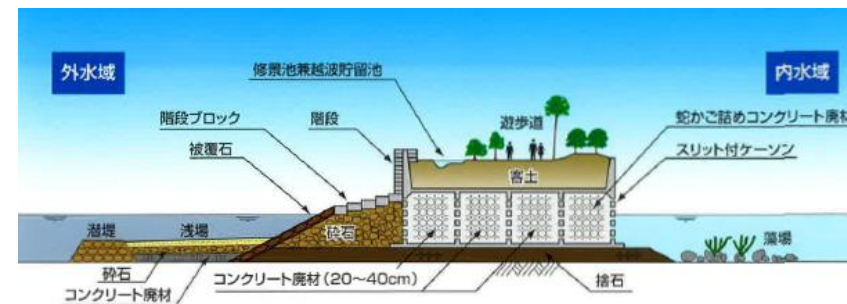 外水域
内水域
修景池兼越波貯留池
遊歩道
階段ブロック
階段
蛇かご詰めコンクリート廃材
被覆石
スリット付ケーソン
客土
潜堤
浅場
砕石
藻場
砕石
コンクリート廃材(20〜40cm)
捨石
コンクリート廃材